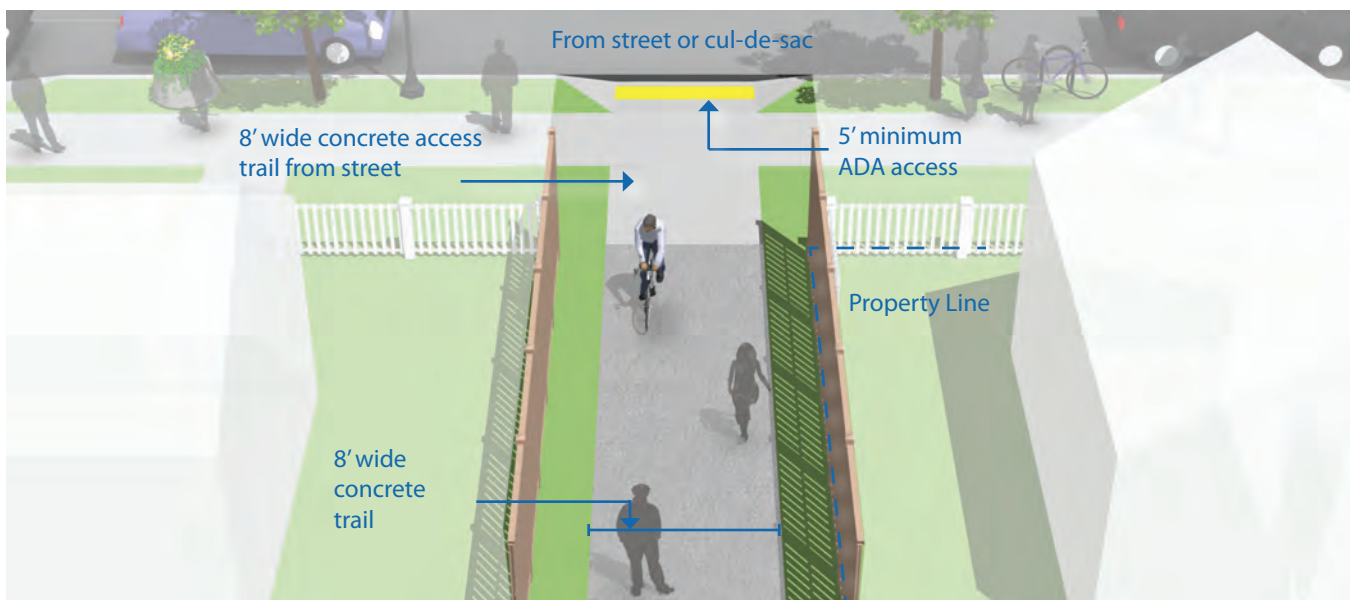 From street or cul-de-sac
8’ wide concrete access
trail from street
5’ minimum
ADA access
Property Line
8’ wide
concrete
trail